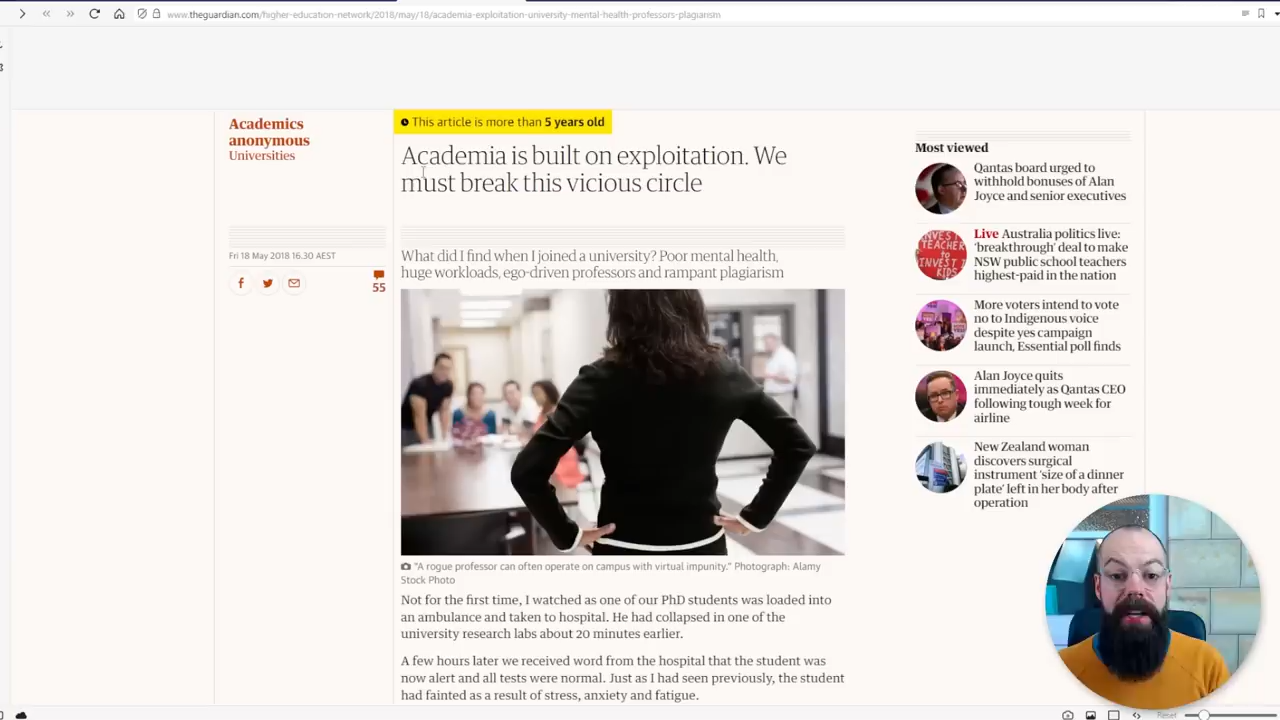 www.theguardian.com/higher-education-network/2018/may/18/academia-exploitation-university-mental-health-professors-plagiarism
This article is more than 5 years old
Academics
anonymous
Universities
Academia is built on exploitation. We
must break this vicious circle
Fri 18 May 2018 16.30 AEST
55
What did I find when I joined a university? Poor mental health,
huge workloads, ego-driven professors and rampant plagiarism
"A rogue professor can often operate on campus with virtual impunity." Photograph: Alamy
Stock Photo
Not for the first time, I watched as one of our PhD students was loaded into
an ambulance and taken to hospital. He had collapsed in one of the
university research labs about 20 minutes earlier.
A few hours later we received word from the hospital that the student was
now alert and all tests were normal. Just as I had seen previously, the student
had fainted as a result of stress, anxiety and fatigue.
Most viewed
Qantas board urged to
withhold bonuses of Alan
Joyce and senior executives
INVEST
TEACHER
TO
INVEST
KIDS
Live Australia politics live:
‘breakthrough’ deal to make
NSW public school teachers
highest-paid in the nation
More voters intend to vote
no to Indigenous voice
despite yes campaign
launch, Essential poll finds
Alan Joyce quits
immediately as Qantas CEO
following tough week for
airline
New Zealand woman
discovers surgical
instrument ‘size of a dinner
plate’ left in her body after
operation
Reset